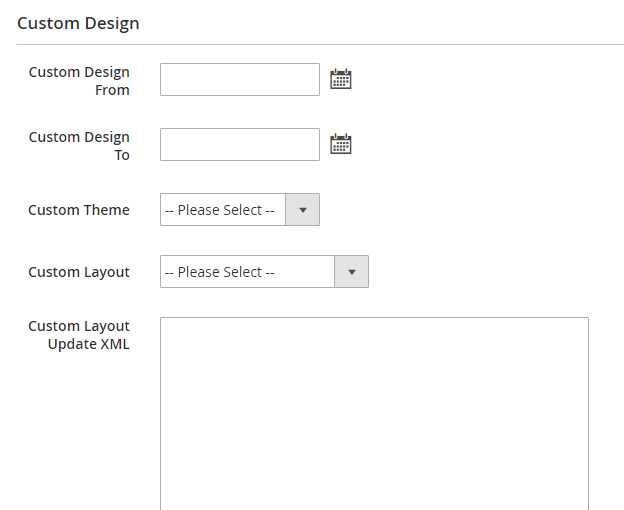 Custom Design
Custom Design
From
Custom Design
To
Custom Theme
-- Please Select --
Custom Layout
-- Please Select --
Custom Layout
Update XML